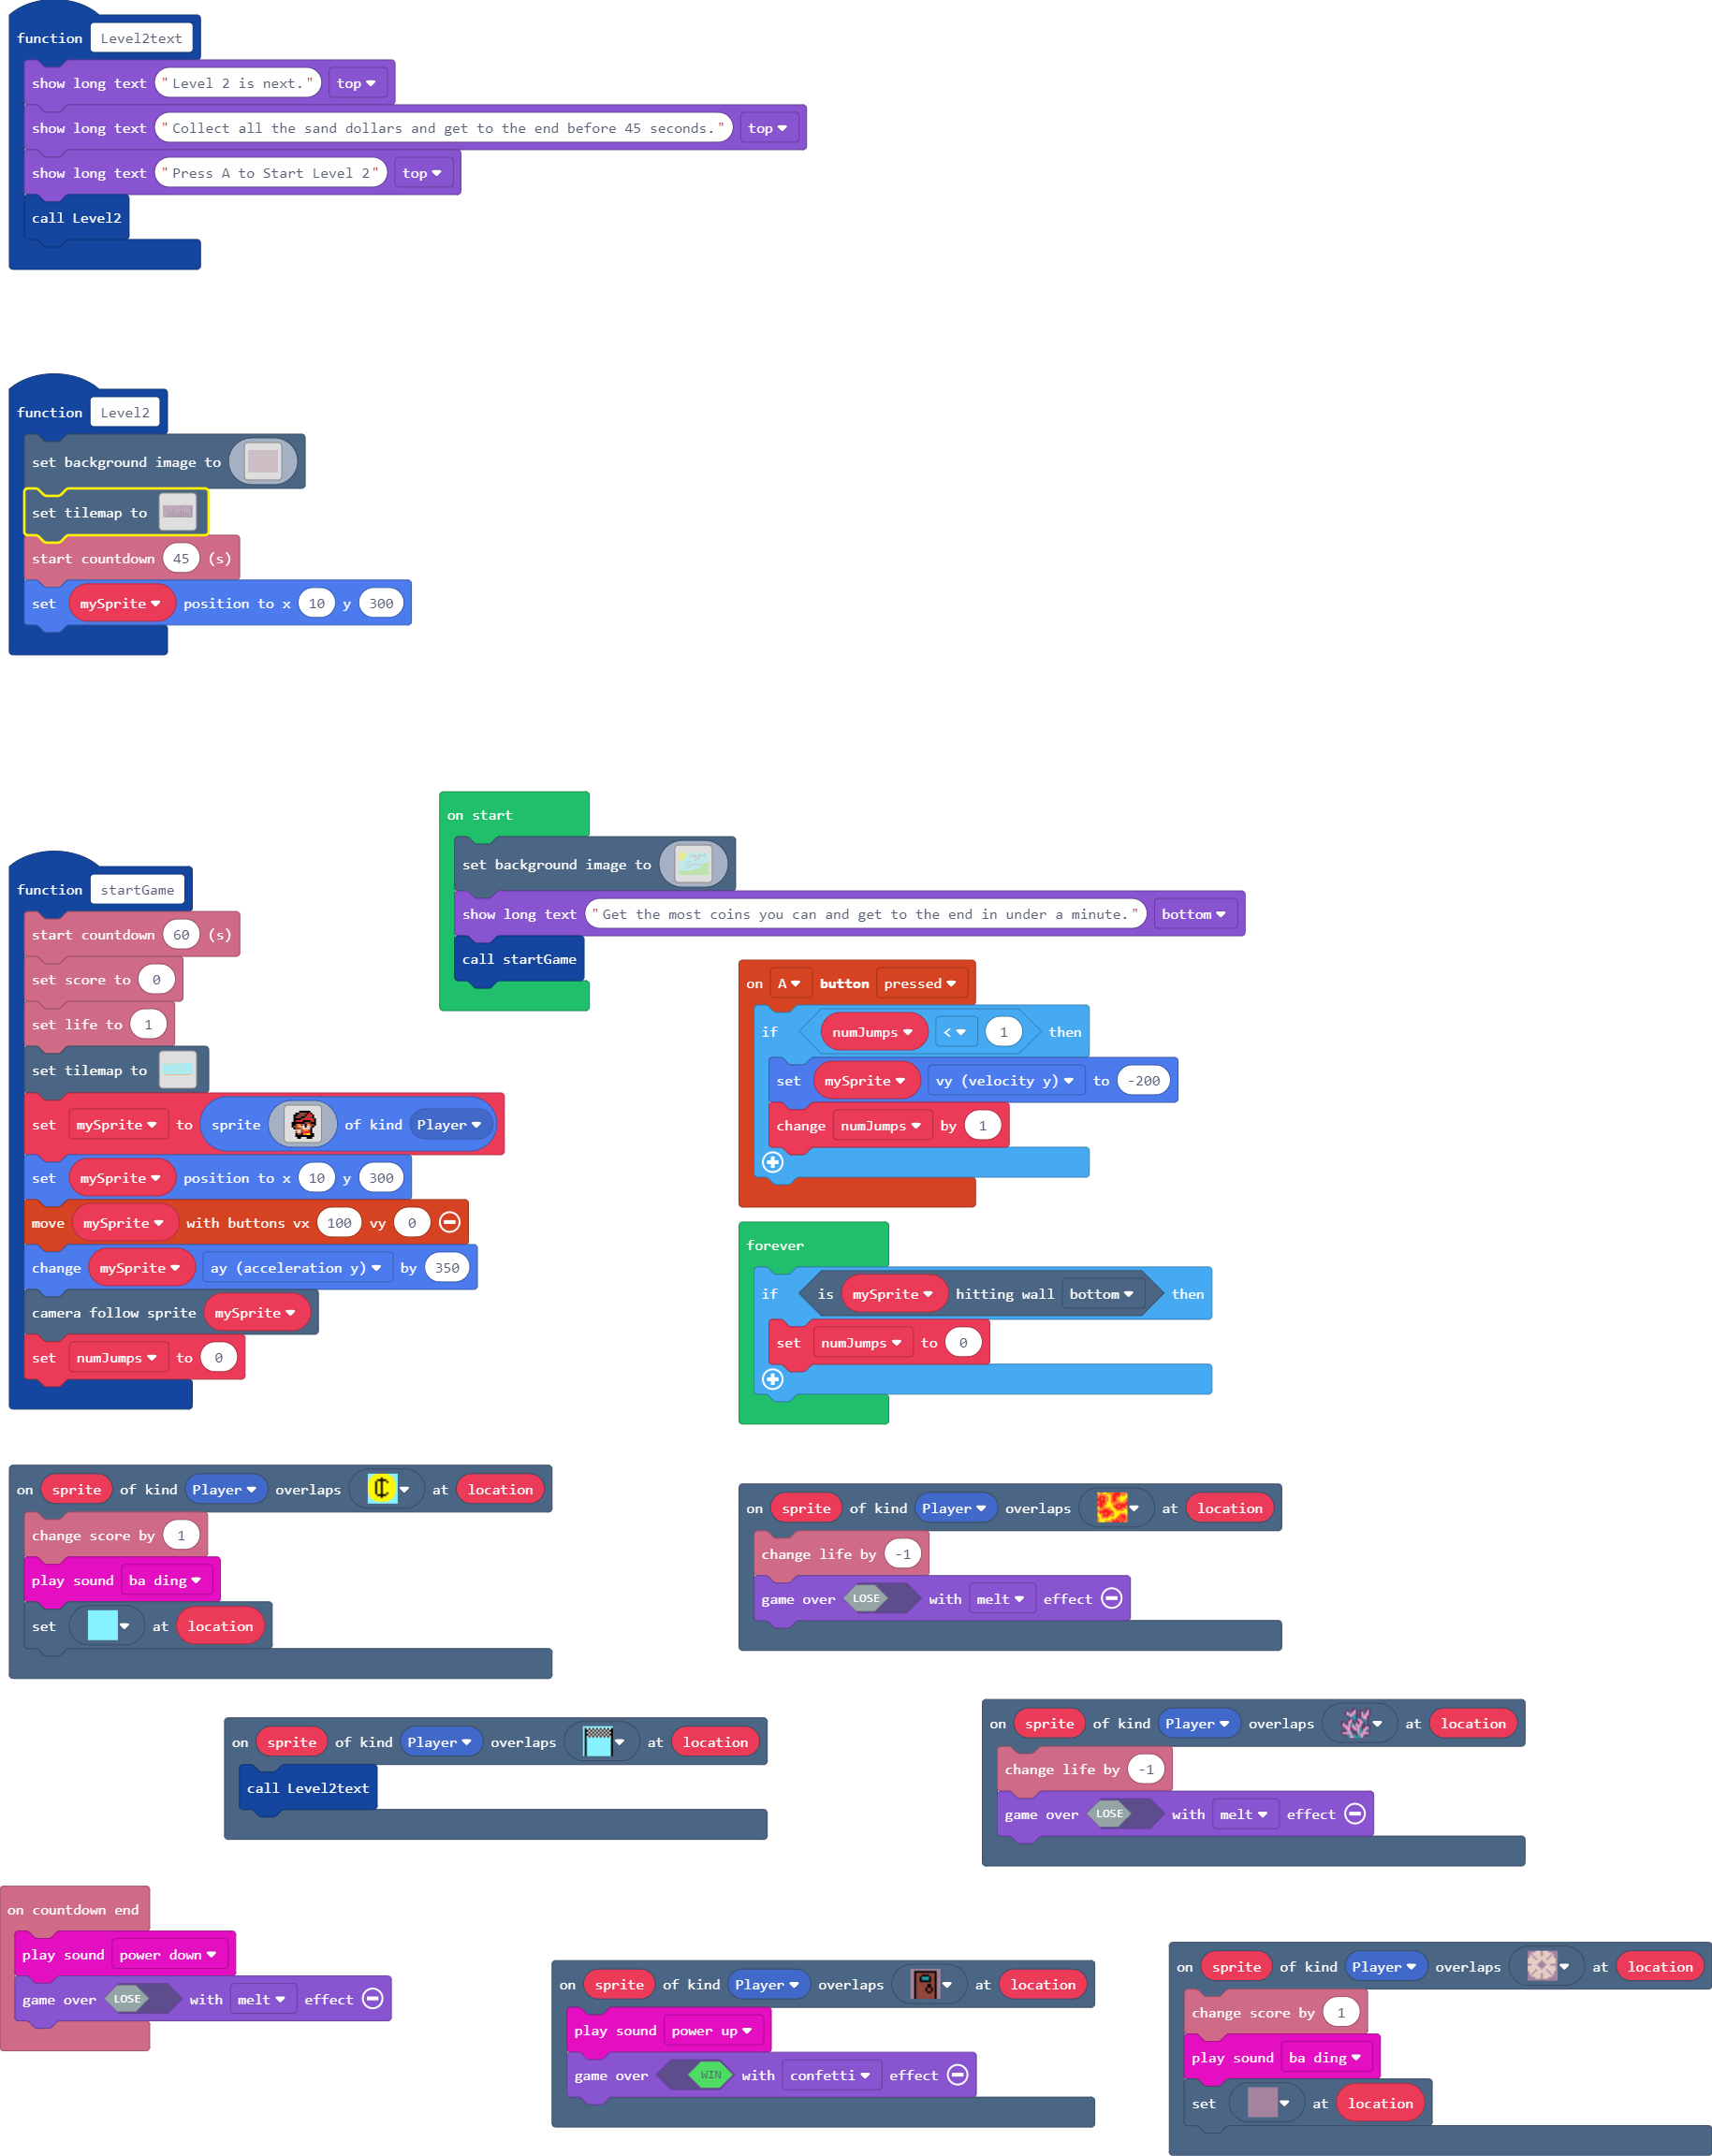 function Level2text
show long text "Level 2 is next." top
show long text "Collect all the sand dollars and get to the end before 45 seconds." top
show long text "Press A to Start Level 2" top
call Level2
function Level2
set background image to
set tilemap to
start countdown 45 (s)
set mySprite position to x 10 y 300
on start
set background image to
show long text "Get the most coins you can and get to the end in under a minute." bottom
call startGame
function startGame
start countdown 60 (s)
set score to 0
set life to 1
set tilemap to
set mySprite to sprite of kind Player
set mySprite position to x 10 y 300
move mySprite with buttons vx 100 vy 0
change mySprite ay (acceleration y) by 350
camera follow sprite mySprite
set numJumps to 0
on A button pressed
if numJumps < 1 then
set mySprite vy (velocity y) to -200
change numJumps by 1
forever
if is mySprite hitting wall bottom then
set numJumps to 0
on sprite of kind Player overlaps at location
change score by 1
play sound ba ding
set at location
on sprite of kind Player overlaps at location
change life by -1
game over LOSE with melt effect
on sprite of kind Player overlaps at location
call Level2text
on sprite of kind Player overlaps at location
change life by -1
game over LOSE with melt effect
on countdown end
play sound power down
game over LOSE with melt effect
on sprite of kind Player overlaps at location
play sound power up
game over WIN with confetti effect
on sprite of kind Player overlaps at location
change score by 1
play sound ba ding
set at location